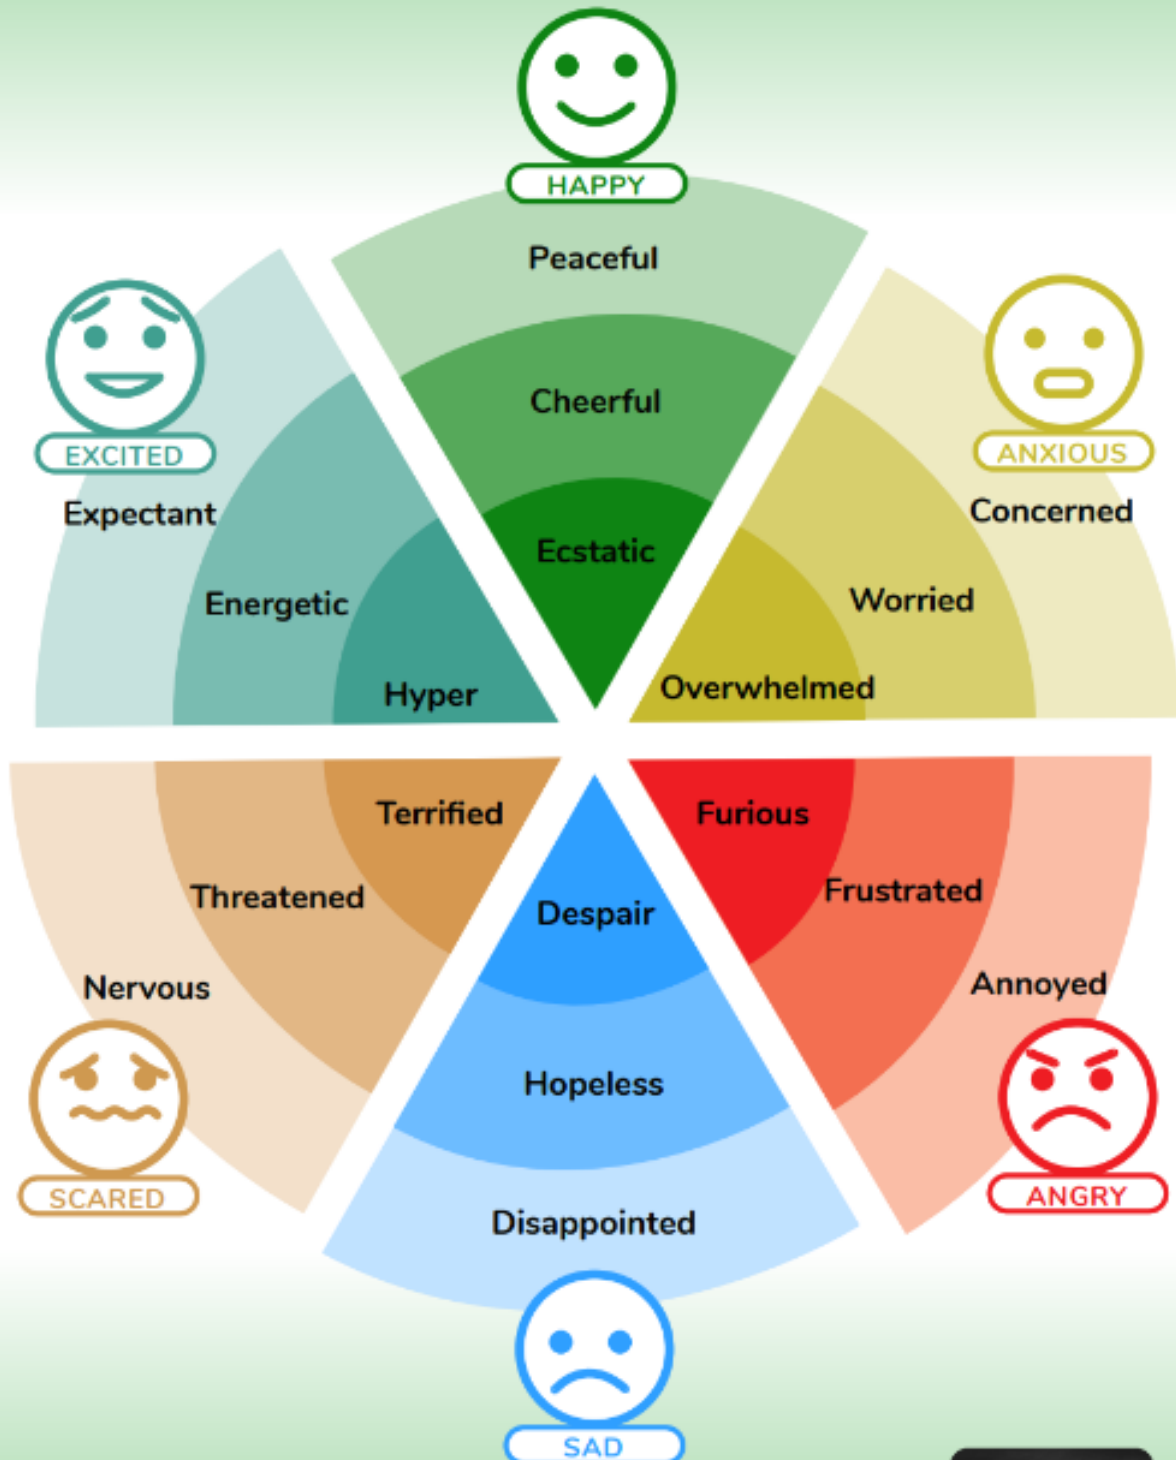 HAPPY
Peaceful
Cheerful
Ecstatic
EXCITED
Expectant
Energetic
Hyper
ANXIOUS
Concerned
Worried
Overwhelmed
Terrified
Threatened
Nervous
SCARED
Despair
Hopeless
Disappointed
SAD
Furious
Frustrated
Annoyed
ANGRY